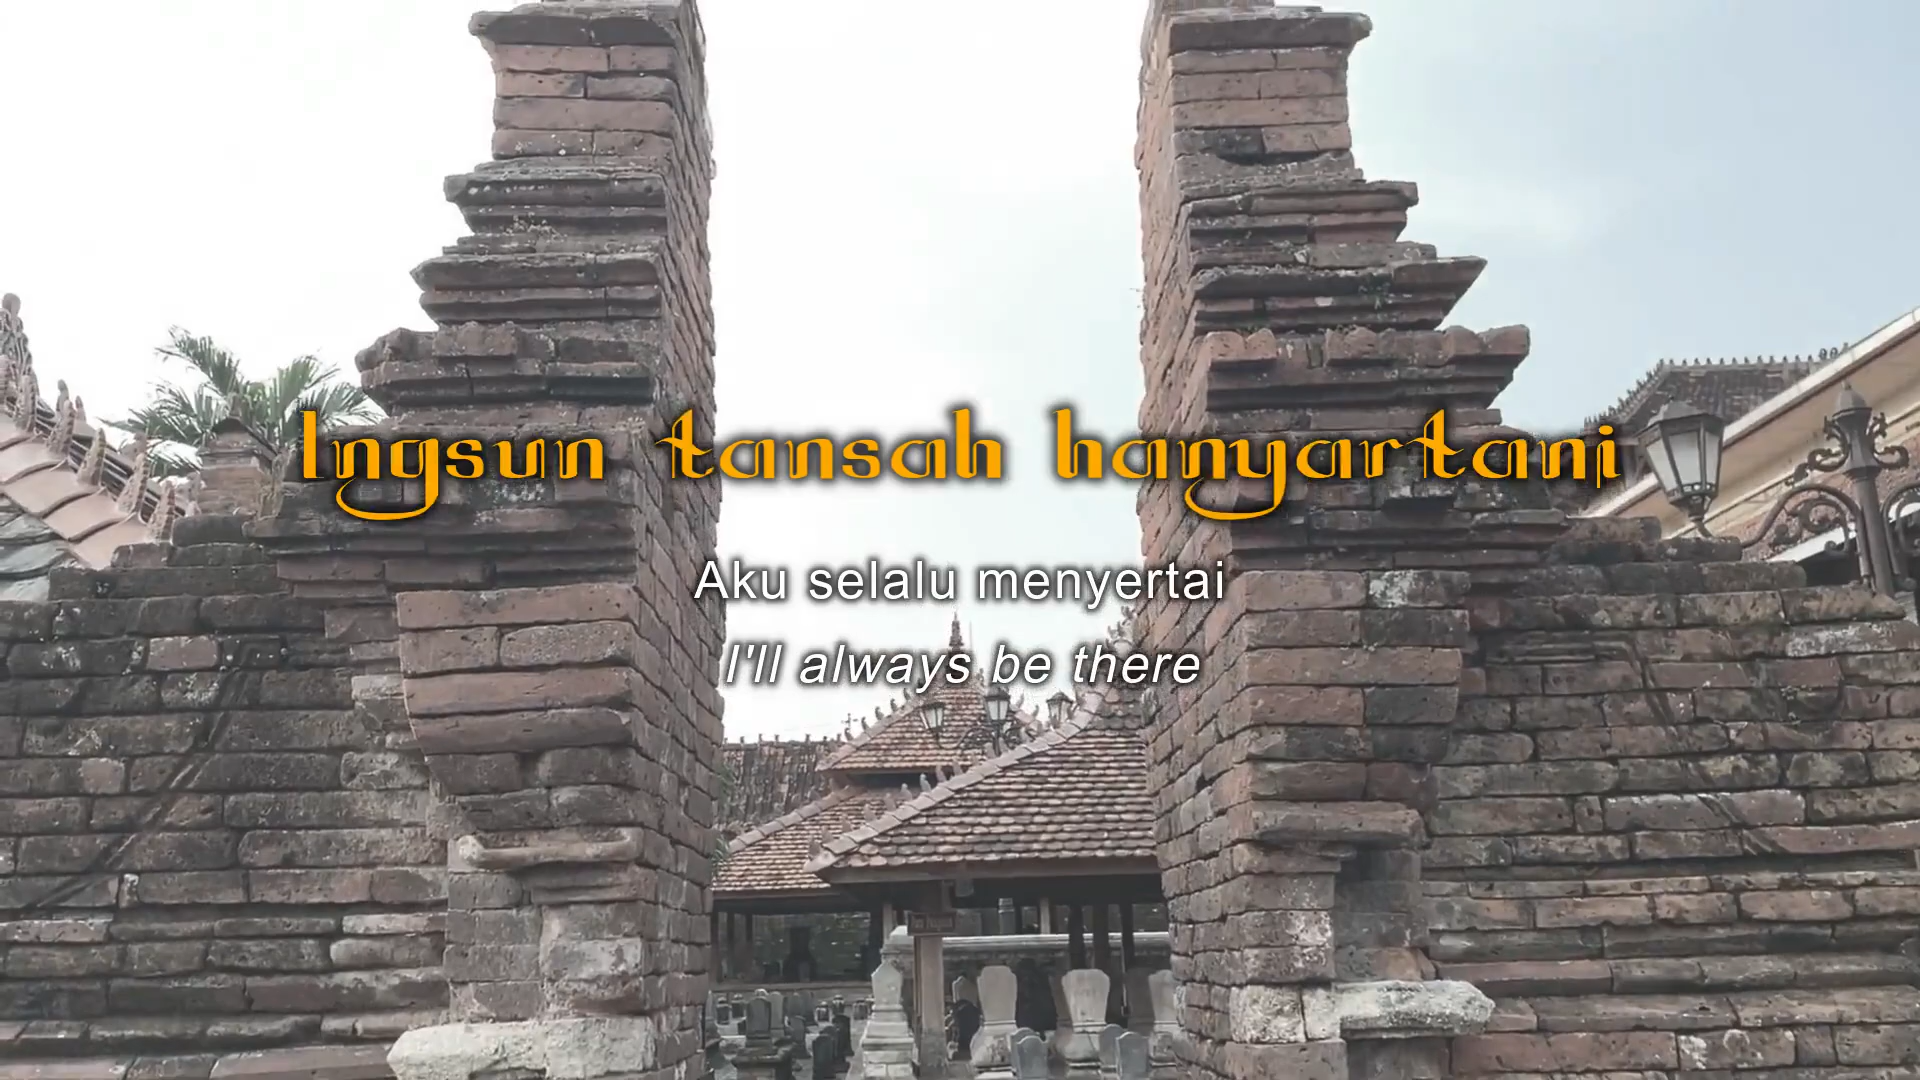 Ingsun tansah hanyartani
Aku selalu menyertai
I'll always be there